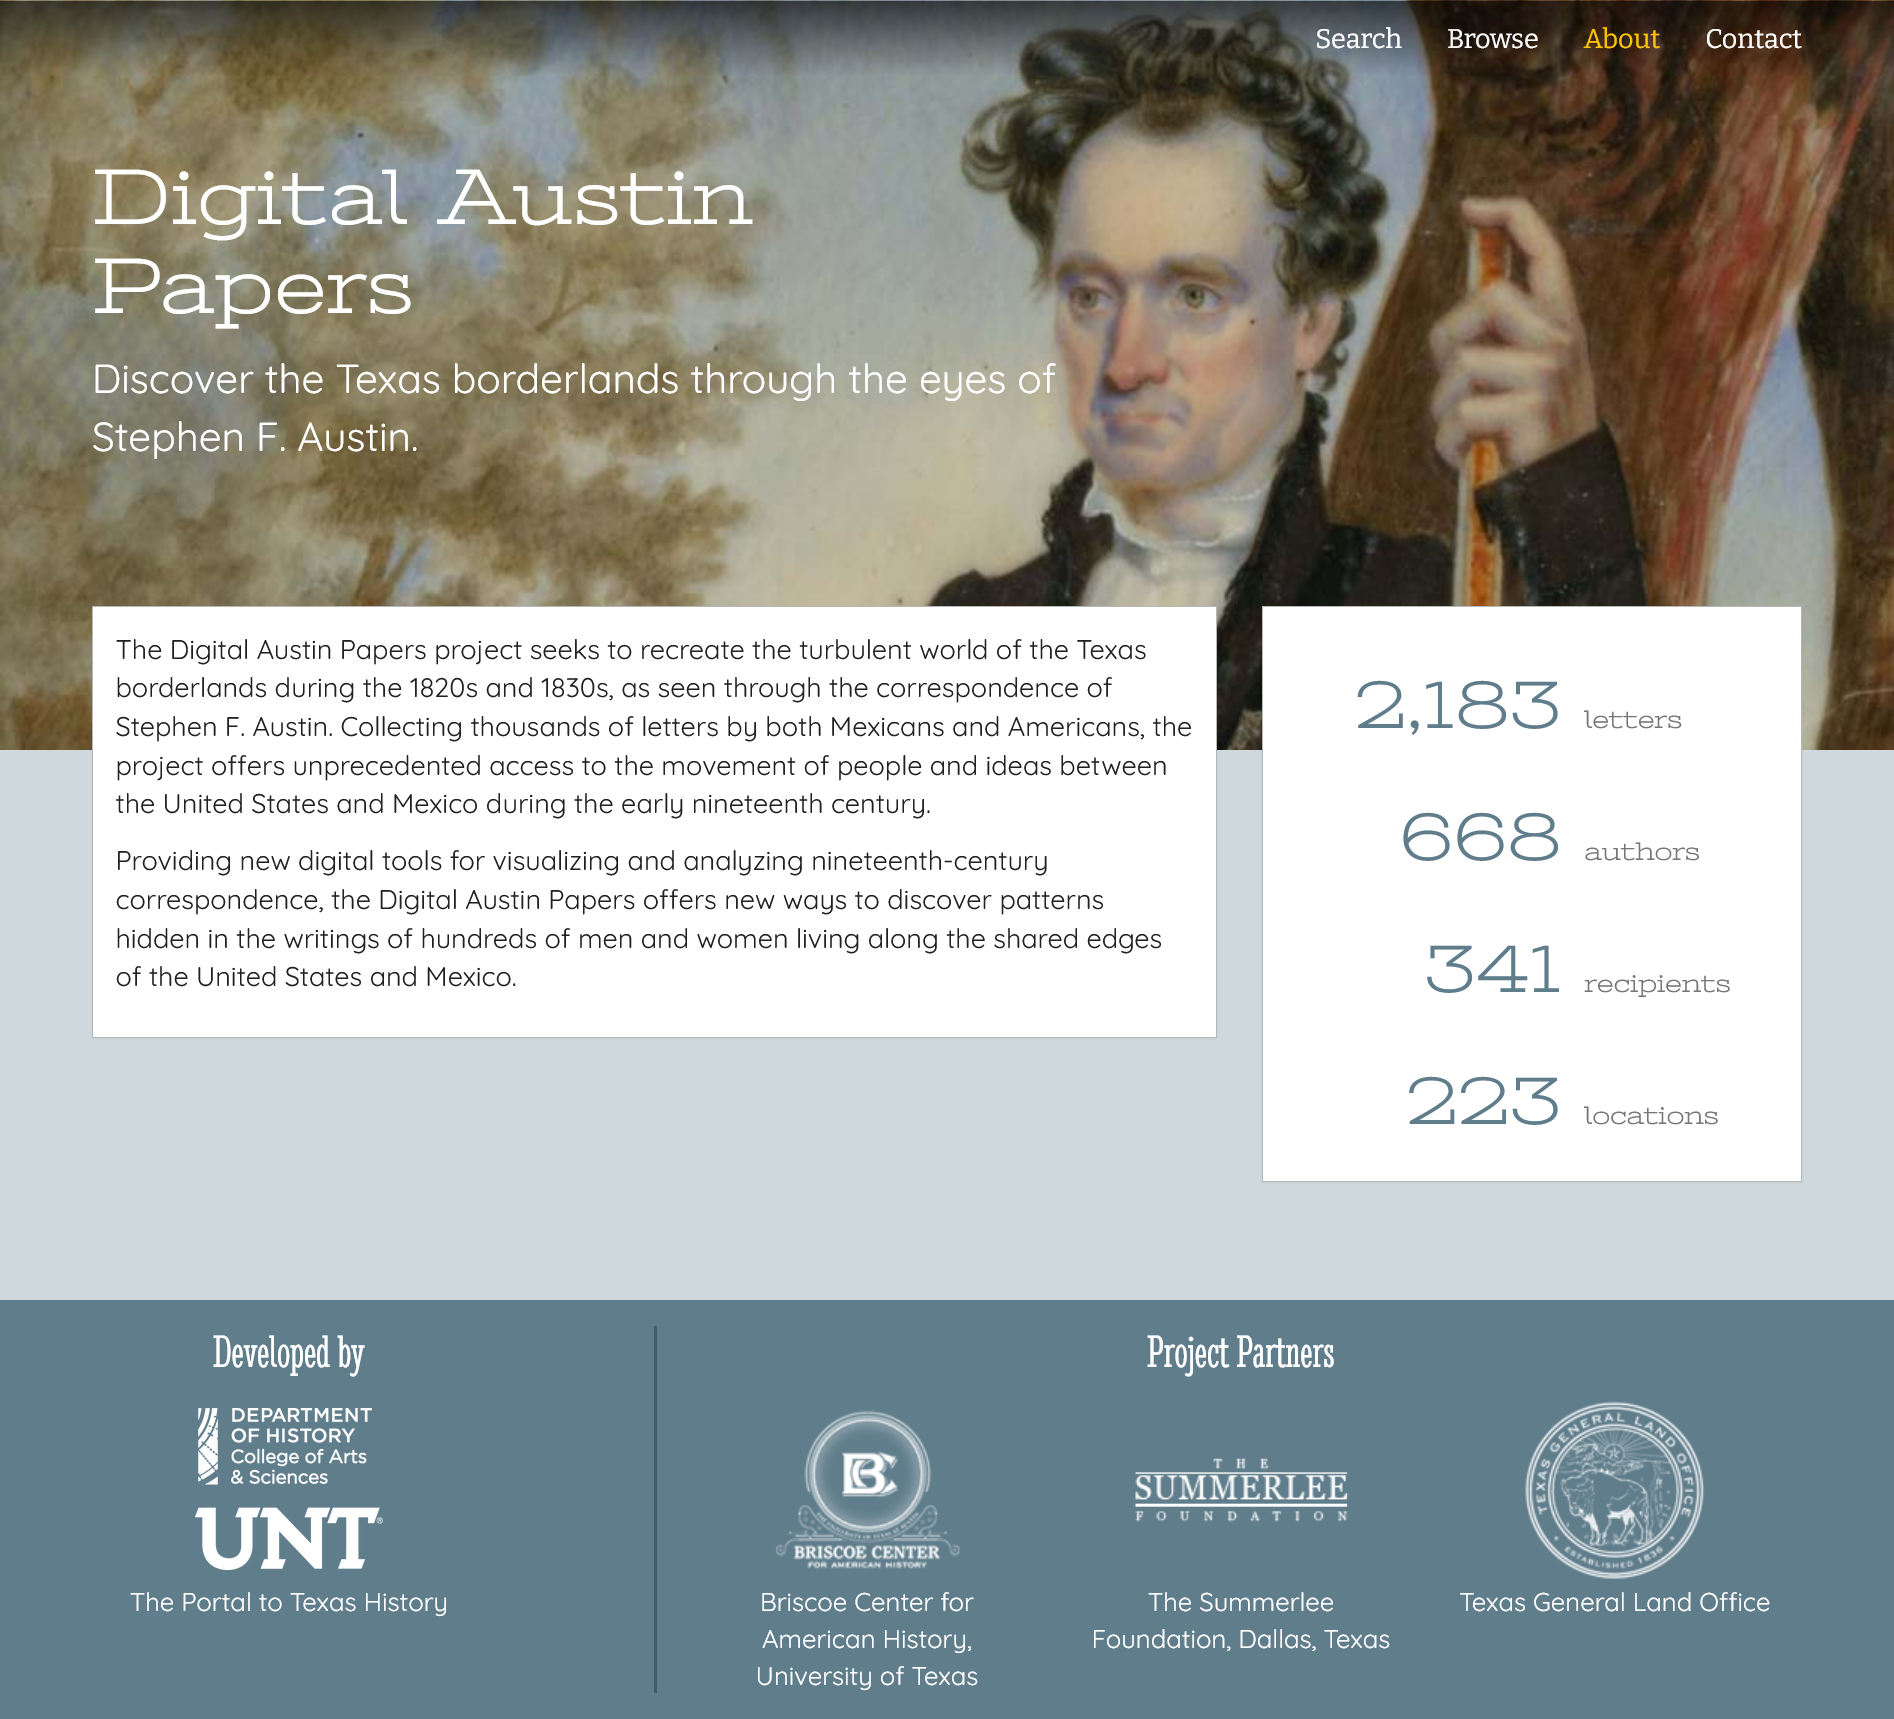 Search Browse About Contact
Digital Austin
Papers
Discover the Texas borderlands through the eyes of
Stephen F. Austin.
The Digital Austin Papers project seeks to recreate the turbulent world of the Texas
borderlands during the 1820s and 1830s, as seen through the correspondence of
Stephen F. Austin. Collecting thousands of letters by both Mexicans and Americans, the
project offers unprecedented access to the movement of people and ideas between
the United States and Mexico during the early nineteenth century.
Providing new digital tools for visualizing and analyzing nineteenth-century
correspondence, the Digital Austin Papers offers new ways to discover patterns
hidden in the writings of hundreds of men and women living along the shared edges
of the United States and Mexico.
2,183 letters
668 authors
341 recipients
223 locations
Developed by
DEPARTMENT
OF HISTORY
College of Arts
& Sciences
UNT®
The Portal to Texas History
Project Partners
BC
BRISCOE CENTER
FOR AMERICAN HISTORY
Briscoe Center for
American History,
University of Texas
THE
SUMMERLEE
FOUNDATION
The Summerlee
Foundation, Dallas, Texas
TEXAS GENERAL LAND OFFICE
ESTABLISHED 1836
Texas General Land Office